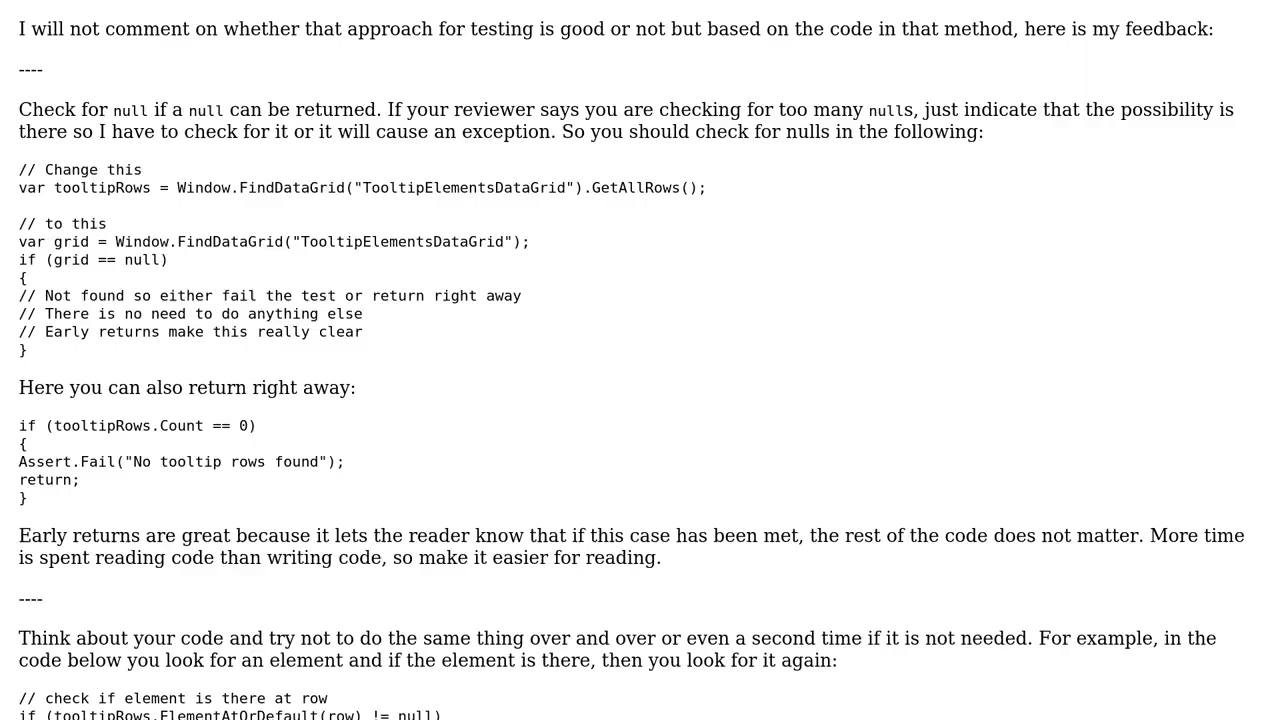 I will not comment on whether that approach for testing is good or not but based on the code in that method, here is my feedback:
----
Check for null if a null can be returned. If your reviewer says you are checking for too many nulls, just indicate that the possibility is
there so I have to check for it or it will cause an exception. So you should check for nulls in the following:
// Change this
var tooltipRows = Window.FindDataGrid("TooltipElementsDataGrid").GetAllRows();
// to this
var grid = Window.FindDataGrid("TooltipElementsDataGrid");
if (grid == null)
{
// Not found so either fail the test or return right away
// There is no need to do anything else
// Early returns make this really clear
}
Here you can also return right away:
if (tooltipRows.Count == 0)
{
Assert.Fail("No tooltip rows found");
return;
}
Early returns are great because it lets the reader know that if this case has been met, the rest of the code does not matter. More time
is spent reading code than writing code, so make it easier for reading.
----
Think about your code and try not to do the same thing over and over or even a second time if it is not needed. For example, in the
code below you look for an element and if the element is there, then you look for it again:
// check if element is there at row
if (tooltipRows.ElementAtOrDefault(row) != null)